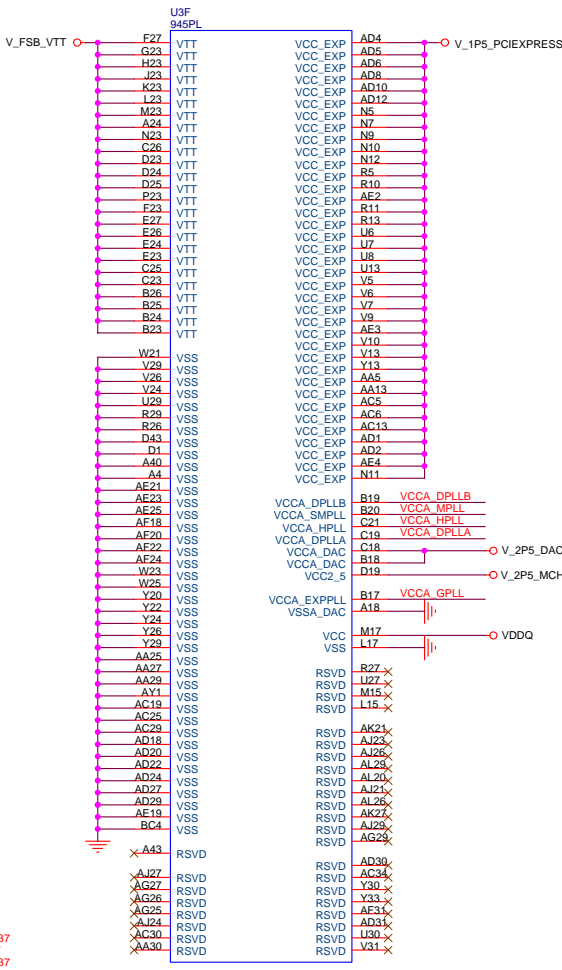 U3F
945PL
V_FSB_VTT F27 VTT VCC_EXP AD4 V_1P5_PCIEXPRESS
G23 VTT VCC_EXP AD5
H23 VTT VCC_EXP AD6
J23 VTT VCC_EXP AD8
K23 VTT VCC_EXP AD10
L23 VTT VCC_EXP AD12
M23 VTT VCC_EXP N5
A24 VTT VCC_EXP N7
N23 VTT VCC_EXP N9
C26 VTT VCC_EXP N10
D23 VTT VCC_EXP N12
D24 VTT VCC_EXP R5
D25 VTT VCC_EXP R10
P23 VTT VCC_EXP AE2
F23 VTT VCC_EXP R11
E27 VTT VCC_EXP R13
E26 VTT VCC_EXP U6
E24 VTT VCC_EXP U7
E23 VTT VCC_EXP U8
C25 VTT VCC_EXP U13
C23 VTT VCC_EXP V5
B26 VTT VCC_EXP V6
B25 VTT VCC_EXP V7
B24 VTT VCC_EXP V9
B23 VTT VCC_EXP AE3
VCC_EXP V10
W21 VSS VCC_EXP V13
V29 VSS VCC_EXP Y13
V26 VSS VCC_EXP AA5
V24 VSS VCC_EXP AA13
U29 VSS VCC_EXP AC5
R29 VSS VCC_EXP AC6
R26 VSS VCC_EXP AC13
D43 VSS VCC_EXP AD1
D1 VSS VCC_EXP AD2
A40 VSS VCC_EXP AE4
A4 VSS VCC_EXP N11
AE21 VSS
AE23 VSS VCCA_DPLLB B19 VCCA_DPLLB
AE25 VSS VCCA_SMPLL B20 VCCA_MPLL
AF18 VSS VCCA_HPLL C21 VCCA_HPLL
AF20 VSS VCCA_DPLLA C19 VCCA_DPLLA
AF22 VSS VCCA_DAC C18 V_2P5_DAC
AF24 VSS VCCA_DAC B18
W23 VSS VCC2_5 D19 V_2P5_MCH
W25 VSS
Y20 VSS VCCA_EXPPLL B17 VCCA_GPLL
Y22 VSS VSSA_DAC A18
Y24 VSS
Y26 VSS VCC M17 VDDQ
Y29 VSS VSS L17
AA25 VSS
AA27 VSS RSVD R27
AA29 VSS RSVD U27
AY1 VSS RSVD M15
AC19 VSS RSVD L15
AC25 VSS
AC29 VSS RSVD AK21
AD18 VSS RSVD AJ23
AD20 VSS RSVD AJ26
AD22 VSS RSVD AL29
AD24 VSS RSVD AL20
AD27 VSS RSVD AJ21
AD29 VSS RSVD AL26
AE19 VSS RSVD AK27
BC4 VSS RSVD AJ29
RSVD AG29
A43 RSVD
RSVD AD30
AJ27 RSVD RSVD AC34
AG27 RSVD RSVD Y30
AG26 RSVD RSVD Y33
AG25 RSVD RSVD AF31
AJ24 RSVD RSVD AD31
AC30 RSVD RSVD U30
AA30 RSVD RSVD V31
37
37